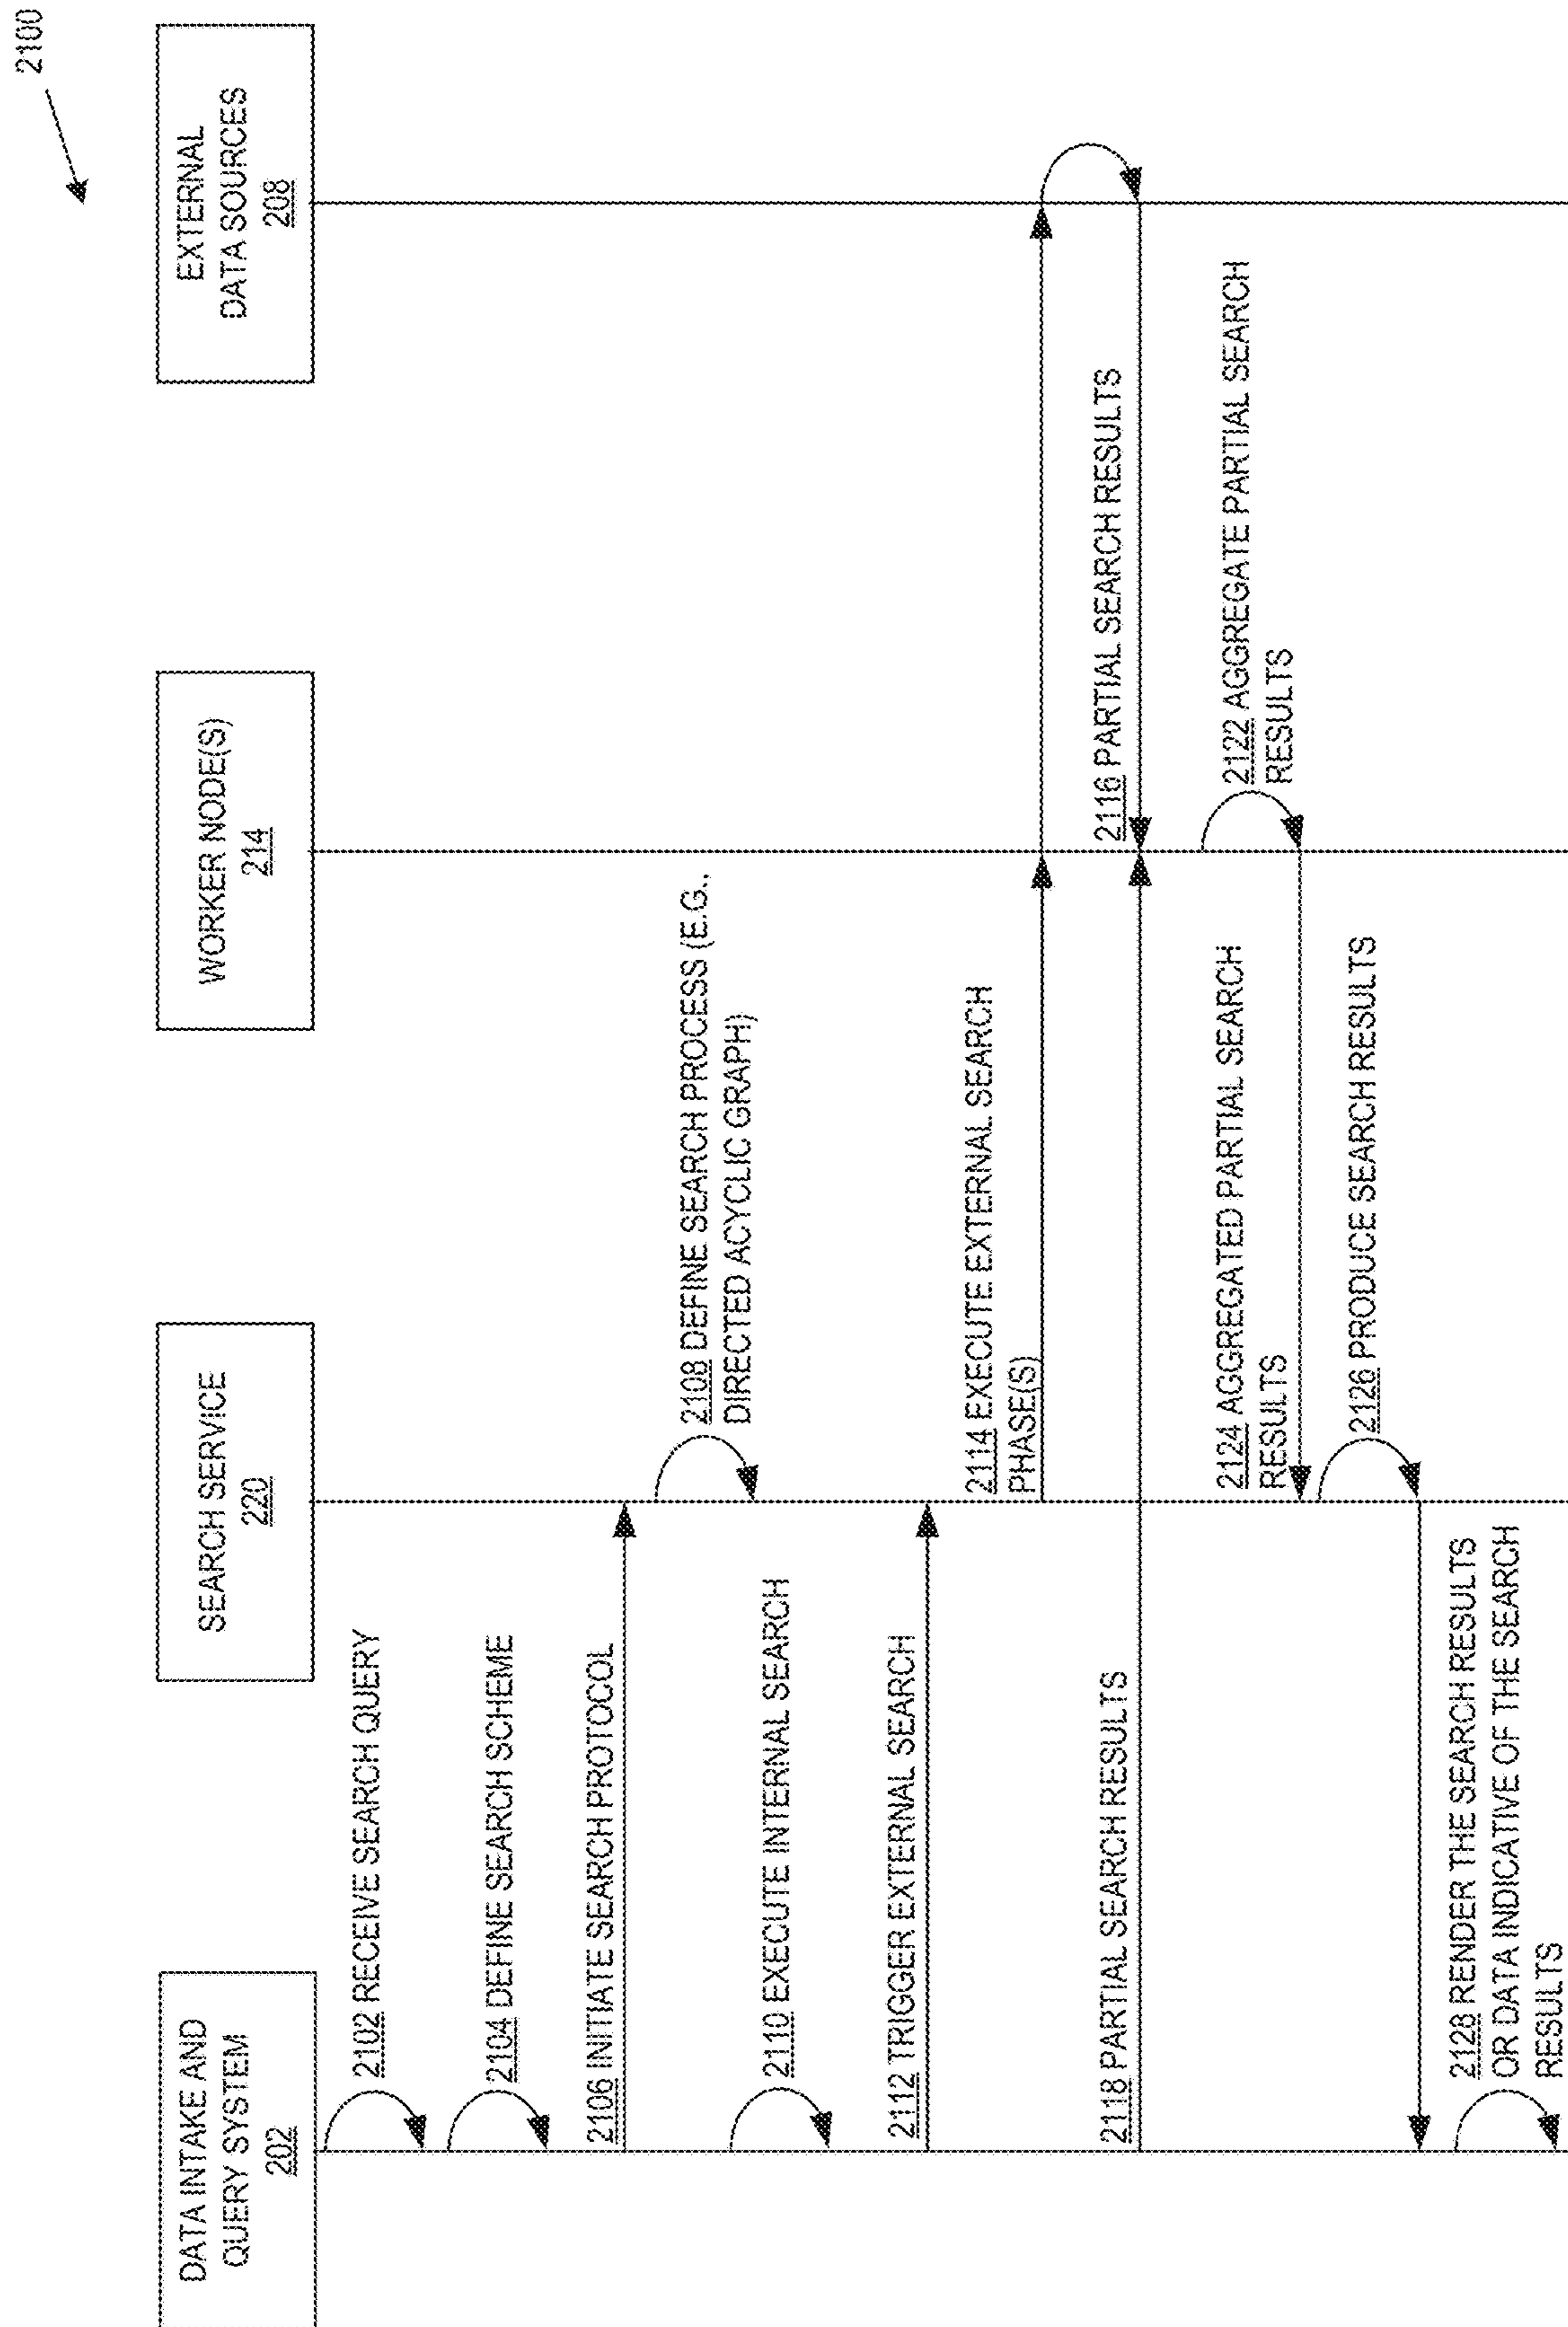 2100
DATA INTAKE AND
QUERY SYSTEM
202
SEARCH SERVICE
220
WORKER NODE(S)
214
EXTERNAL
DATA SOURCES
208
2102 RECEIVE SEARCH QUERY
2104 DEFINE SEARCH SCHEME
2106 INITIATE SEARCH PROTOCOL
2108 DEFINE SEARCH PROCESS (E.G.,
DIRECTED ACYCLIC GRAPH)
2110 EXECUTE INTERNAL SEARCH
2112 TRIGGER EXTERNAL SEARCH
2114 EXECUTE EXTERNAL SEARCH
PHASE(S)
2116 PARTIAL SEARCH RESULTS
2118 PARTIAL SEARCH RESULTS
2122 AGGREGATE PARTIAL SEARCH
RESULTS
2124 AGGREGATED PARTIAL SEARCH
RESULTS
2126 PRODUCE SEARCH RESULTS
2128 RENDER THE SEARCH RESULTS
OR DATA INDICATIVE OF THE SEARCH
RESULTS